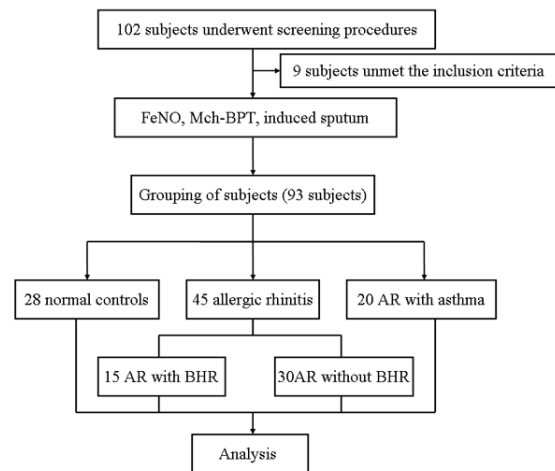 102 subjects underwent screening procedures
9 subjects unmet the inclusion criteria
FeNO, Mch-BPT, induced sputum
Grouping of subjects (93 subjects)
28 normal controls
45 allergic rhinitis
20 AR with asthma
15 AR with BHR
30AR without BHR
Analysis